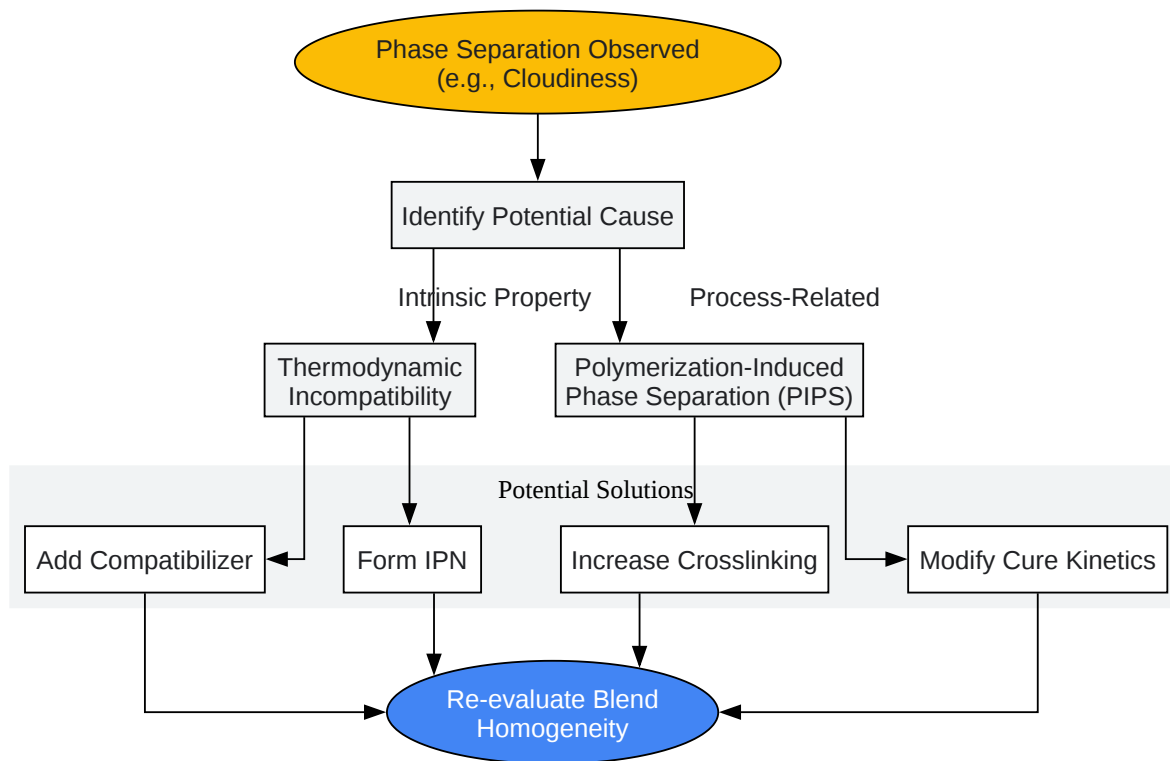 Phase Separation Observed
(e.g., Cloudiness)
Identify Potential Cause
Intrinsic Property
Process-Related
Thermodynamic
Incompatibility
Polymerization-Induced
Phase Separation (PIPS)
Potential Solutions
Add Compatibilizer
Form IPN
Increase Crosslinking
Modify Cure Kinetics
Re-evaluate Blend
Homogeneity